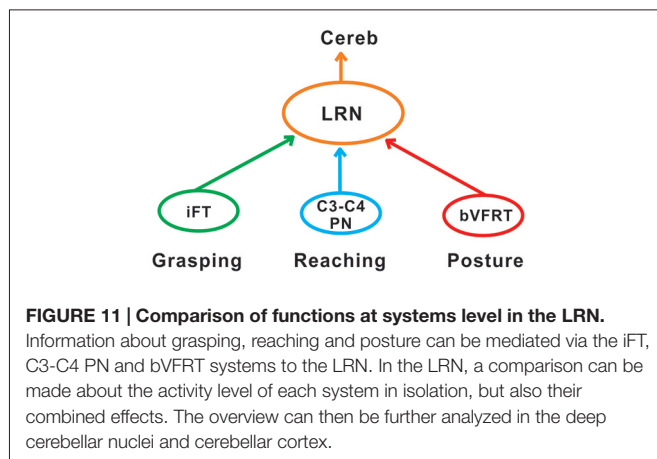 Cereb
LRN
iFT
C3-C4
PN
bVFRT
Grasping Reaching Posture
FIGURE 11 | Comparison of functions at systems level in the LRN.
Information about grasping, reaching and posture can be mediated via the iFT,
C3-C4 PN and bVFRT systems to the LRN. In the LRN, a comparison can be
made about the activity level of each system in isolation, but also their
combined effects. The overview can then be further analyzed in the deep
cerebellar nuclei and cerebellar cortex.